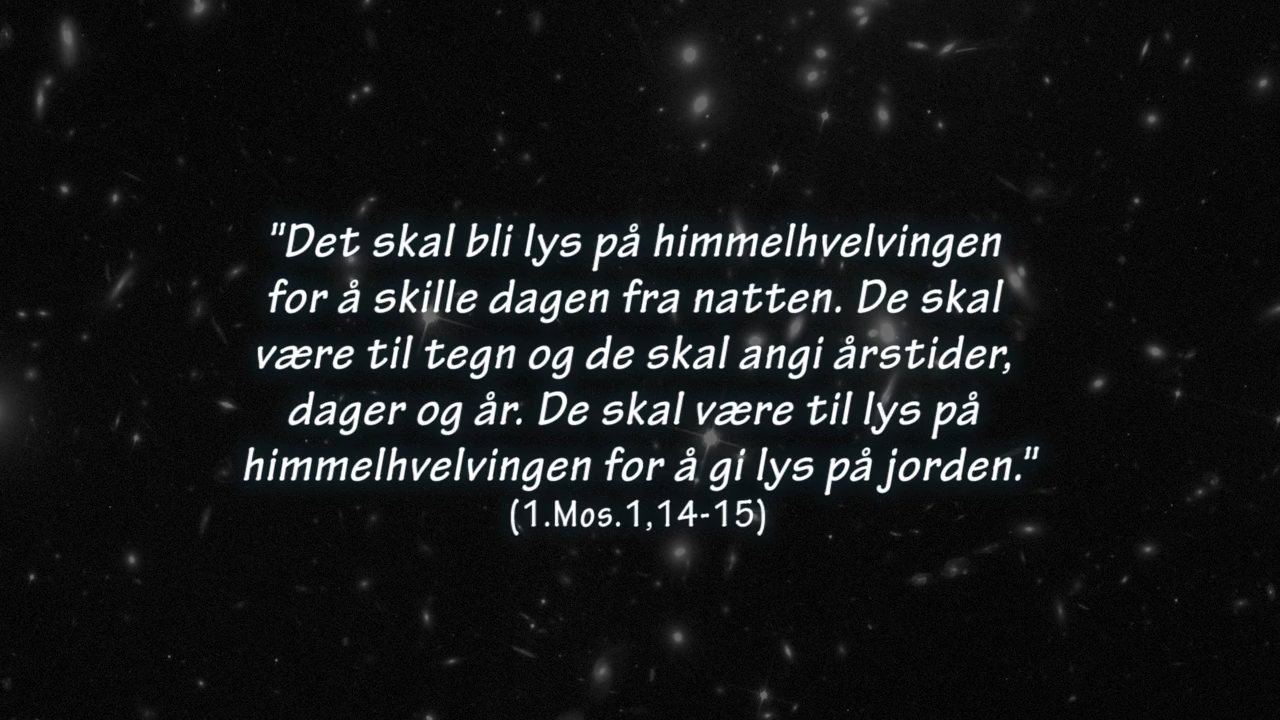 "Det skal bli lys på himmelhvelvingen
for å skille dagen fra natten. De skal
være til tegn og de skal angi årstider,
dager og år. De skal være til lys på
himmelhvelvingen for å gi lys på jorden."
(1.Mos.1,14-15)